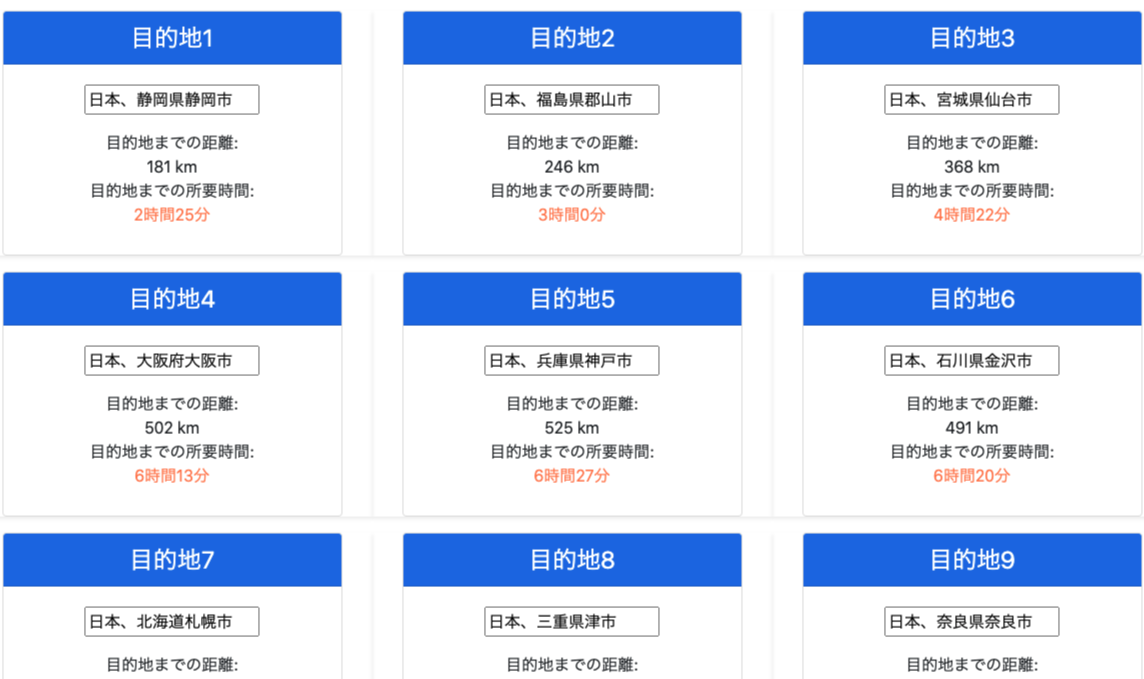 目的地1
日本、静岡県静岡市
目的地までの距離:
181 km
目的地までの所要時間:
2時間25分
目的地2
日本、福島県郡山市
目的地までの距離:
246 km
目的地までの所要時間:
3時間0分
目的地3
日本、宮城県仙台市
目的地までの距離:
368 km
目的地までの所要時間:
4時間22分
目的地4
日本、大阪府大阪市
目的地までの距離:
502 km
目的地までの所要時間:
6時間13分
目的地5
日本、兵庫県神戸市
目的地までの距離:
525 km
目的地までの所要時間:
6時間27分
目的地6
日本、石川県金沢市
目的地までの距離:
491 km
目的地までの所要時間:
6時間20分
目的地7
日本、北海道札幌市
目的地までの距離:
目的地8
日本、三重県津市
目的地までの距離:
目的地9
日本、奈良県奈良市
目的地までの距離: